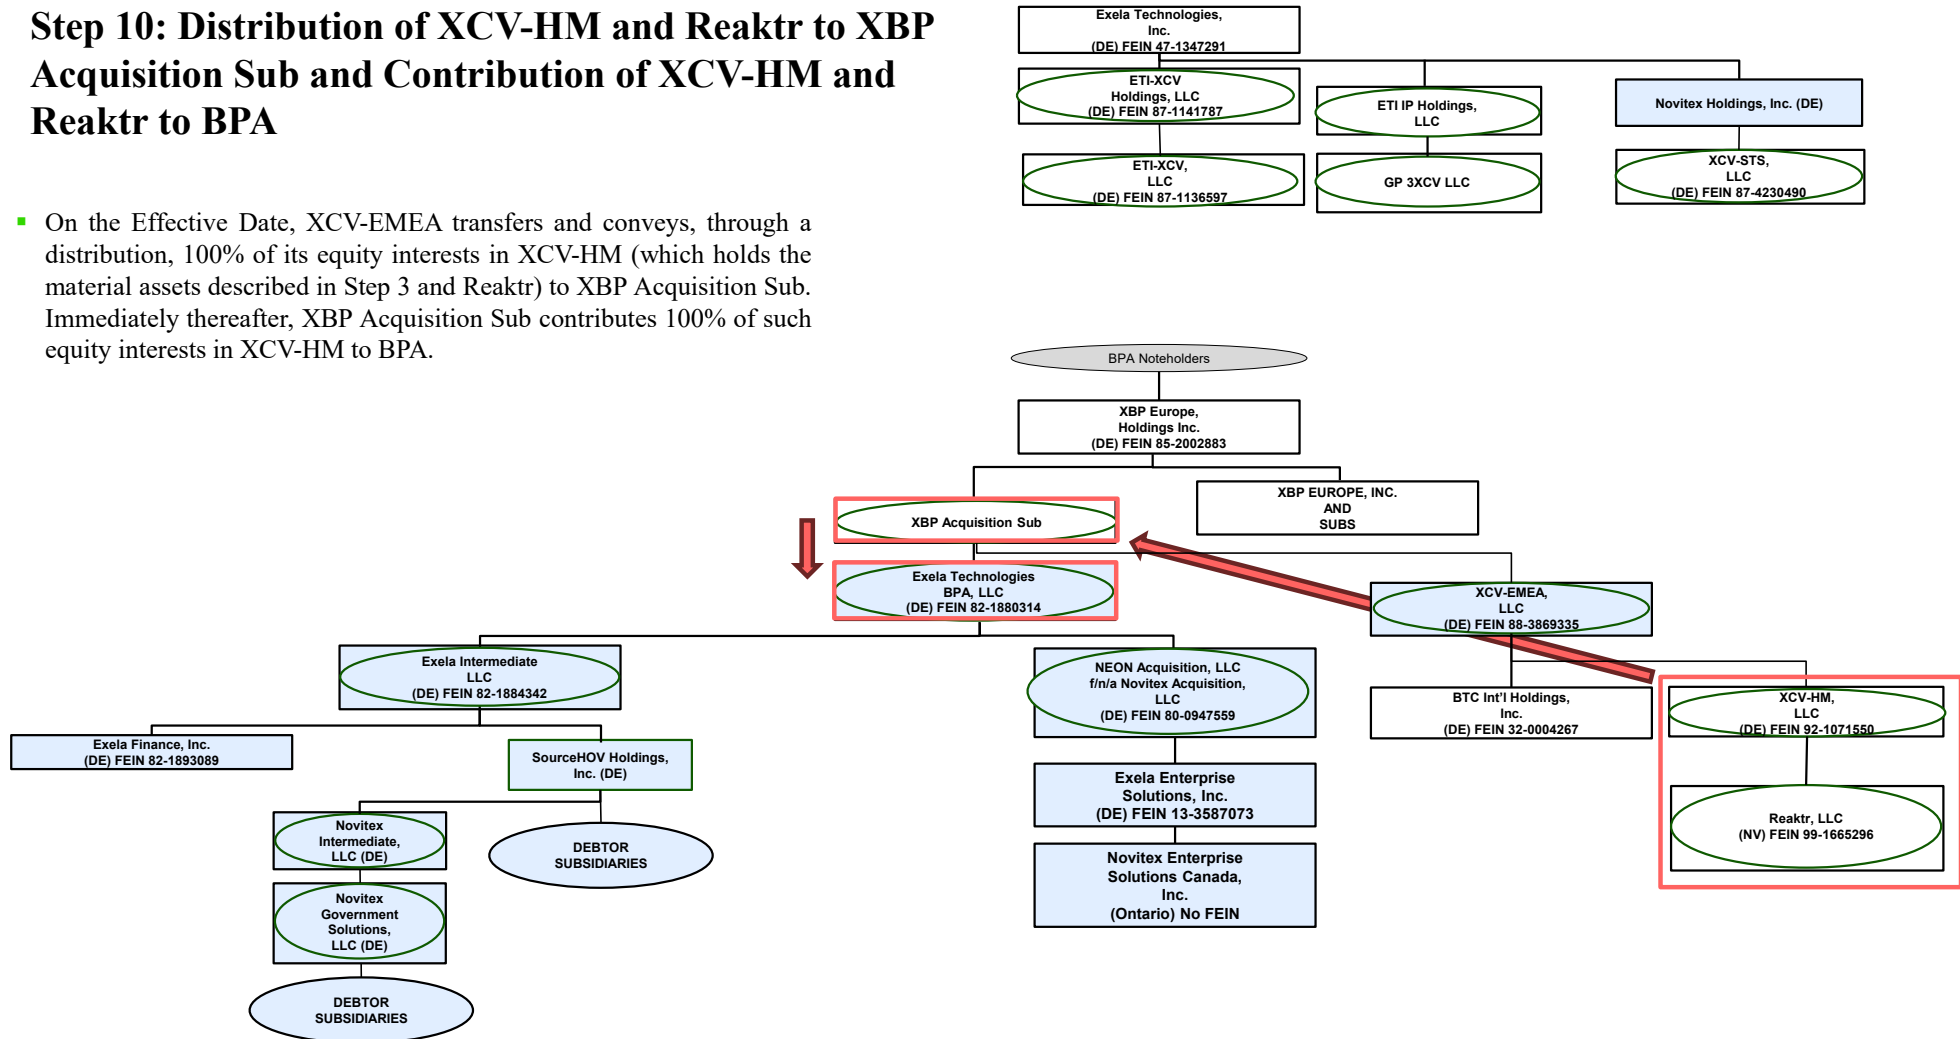 Step 10: Distribution of XCV-HM and Reaktr to XBP
Acquisition Sub and Contribution of XCV-HM and
Reaktr to BPA
▪ On the Effective Date, XCV-EMEA transfers and conveys, through a
distribution, 100% of its equity interests in XCV-HM (which holds the
material assets described in Step 3 and Reaktr) to XBP Acquisition Sub.
Immediately thereafter, XBP Acquisition Sub contributes 100% of such
equity interests in XCV-HM to BPA.
Exela Technologies,
Inc.
(DE) FEIN 47-1347291
ETI-XCV
Holdings, LLC
(DE) FEIN 87-1141787
ETI IP Holdings,
LLC
Novitex Holdings, Inc. (DE)
ETI-XCV,
LLC
(DE) FEIN 87-1136597
GP 3XCV LLC
XCV-STS,
LLC
(DE) FEIN 87-4230490
BPA Noteholders
XBP Europe,
Holdings Inc.
(DE) FEIN 85-2002883
XBP Acquisition Sub
XBP EUROPE, INC.
AND
SUBS
Exela Technologies
BPA, LLC
(DE) FEIN 82-1880314
XCV-EMEA,
LLC
(DE) FEIN 88-3869335
Exela Intermediate
LLC
(DE) FEIN 82-1884342
NEON Acquisition, LLC
f/n/a Novitex Acquisition,
LLC
(DE) FEIN 80-0947559
BTC Int'l Holdings,
Inc.
(DE) FEIN 32-0004267
XCV-HM,
LLC
(DE) FEIN 92-1071550
Exela Finance, Inc.
(DE) FEIN 82-1893089
SourceHOV Holdings,
Inc. (DE)
Exela Enterprise
Solutions, Inc.
(DE) FEIN 13-3587073
Reaktr, LLC
(NV) FEIN 99-1665296
Novitex
Intermediate,
LLC (DE)
DEBTOR
SUBSIDIARIES
Novitex Enterprise
Solutions Canada,
Inc.
(Ontario) No FEIN
Novitex
Government
Solutions,
LLC (DE)
DEBTOR
SUBSIDIARIES